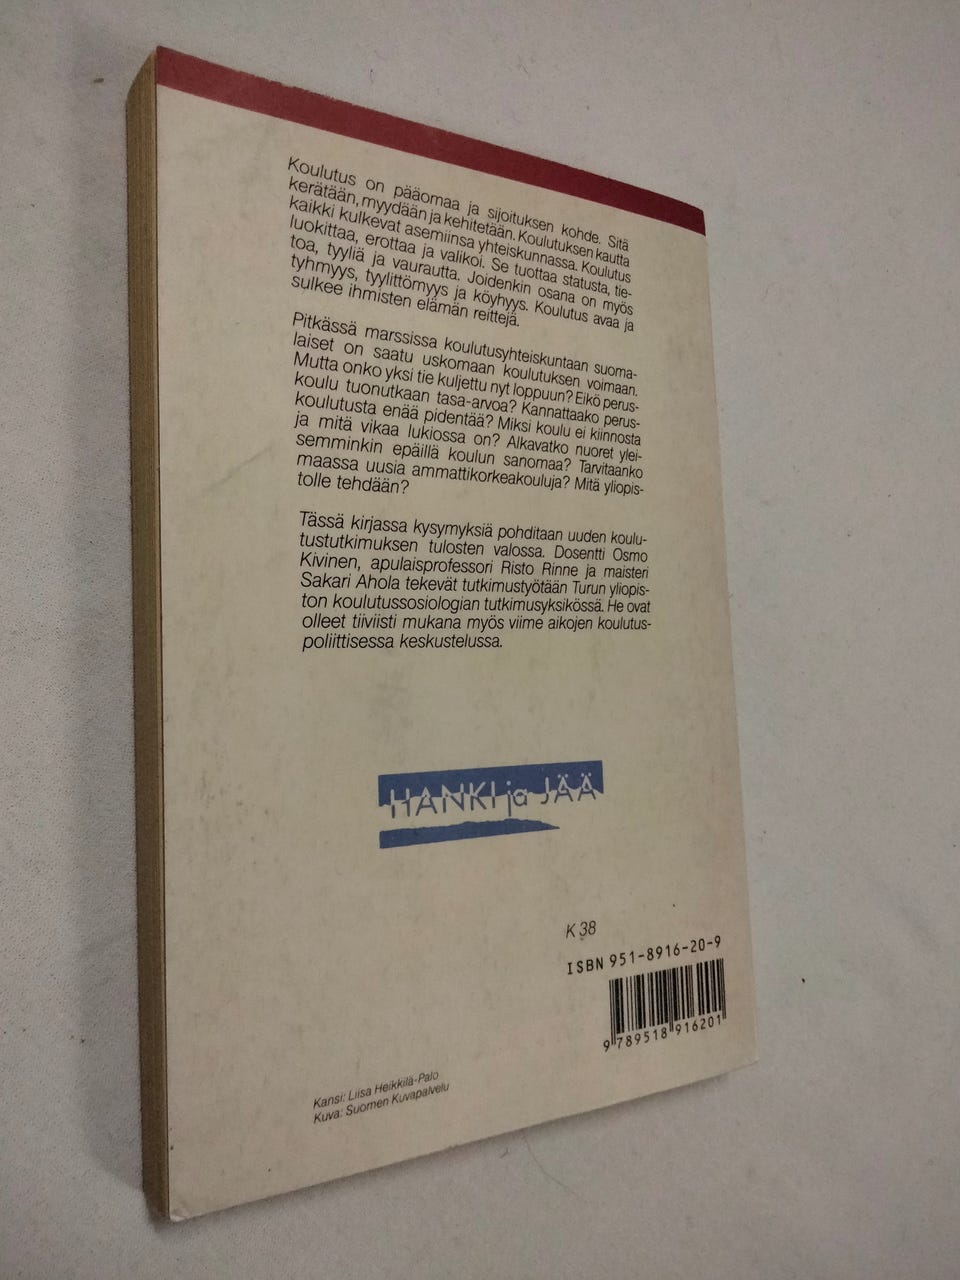 Koulutus on pääomaa ja sijoituksen kohde. Sitä
kerätään, myydään ja kehitetään. Koulutuksen kautta
kaikki kulkevat asemiinsa yhteiskunnassa. Koulutus
luokittaa, erottaa ja valikoi. Se tuottaa statusta, tie-
toa, tyyliä ja vaurautta. Joidenkin osana on myös
tyhmyys, tyylittömyys ja köyhyys. Koulutus avaa ja
sulkee ihmisten elämän reittejä.
Pitkässä marssissa koulutusyhteiskuntaan suoma-
laiset on saatu uskomaan koulutuksen voimaan.
Mutta onko yksi tie kuljettu nyt loppuun? Eikö perus-
koulu tuonutkaan tasa-arvoa? Kannattaako perus-
koulutusta enää pidentää? Miksi koulu ei kiinnosta
ja mitä vikaa lukiossa on? Alkavatko nuoret ylei-
semminkin epäillä koulun sanomaa? Tarvitaanko
maassa uusia ammattikorkeakouluja? Mitä yliopis-
tolle tehdään?
Tässä kirjassa kysymyksiä pohditaan uuden koulu-
tustutkimuksen tulosten valossa. Dosentti Osmo
Kivinen, apulaisprofessori Risto Rinne ja maisteri
Sakari Ahola tekevät tutkimustyötään Turun yliopis-
ton koulutussosiologian tutkimusyksikössä. He ovat
olleet tiiviisti mukana myös viime aikojen koulutus-
poliittisessa keskustelussa.
HANKI ja JÄÄ
K 38
ISBN 951-8916-20-9
9 789518 916201
Kansi: Liisa Heikkilä-Palo
Kuva: Suomen Kuvapalvelu